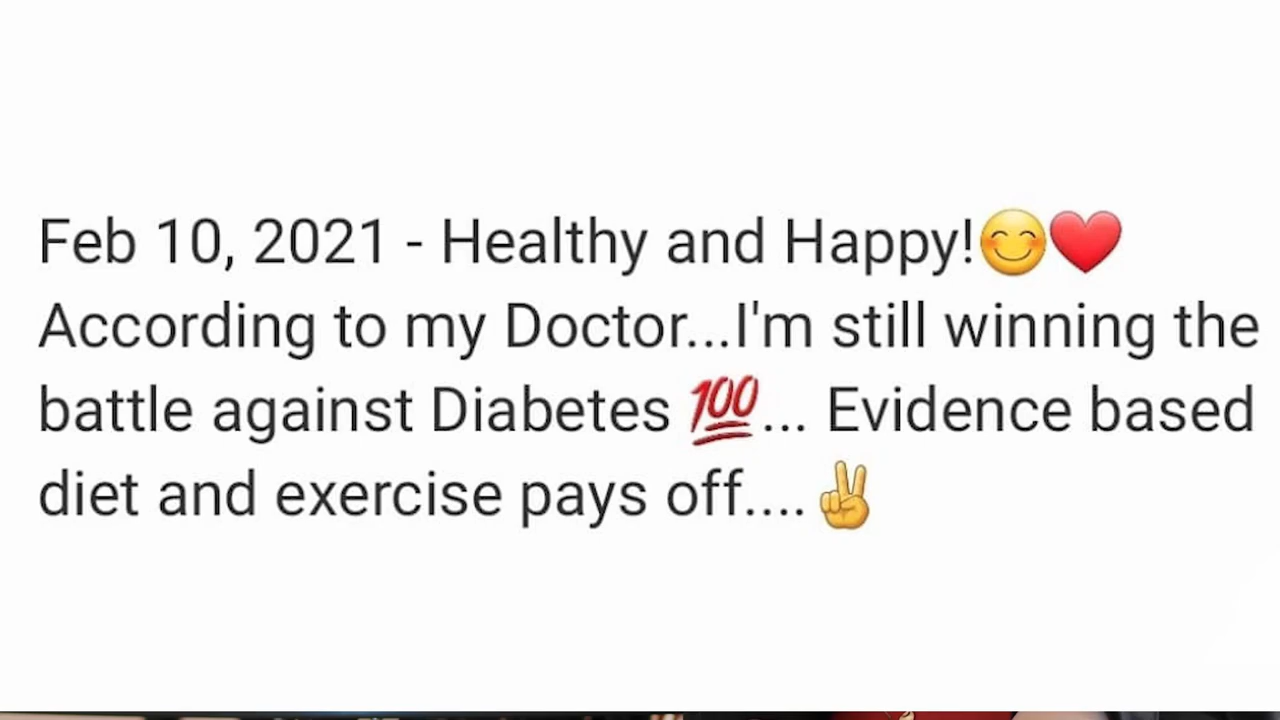 Feb 10, 2021 - Healthy and Happy!😊❤️
According to my Doctor...I'm still winning the
battle against Diabetes 💯... Evidence based
diet and exercise pays off....✌️